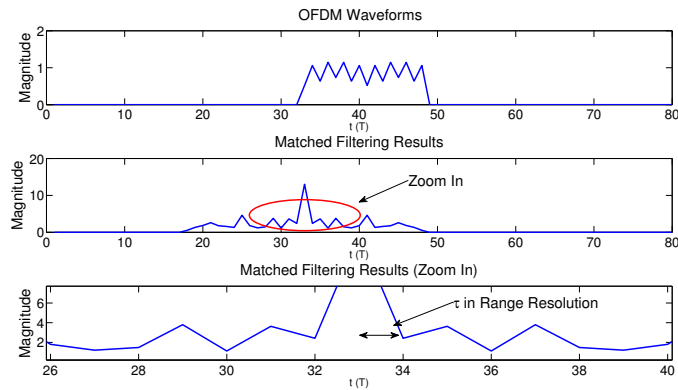 OFDM Waveforms
Magnitude
2
1
0
0 10 20 30 40 50 60 70 80
t (T)
Matched Filtering Results
Magnitude
20
10
0
Zoom In
0 10 20 30 40 50 60 70 80
t (T)
Matched Filtering Results (Zoom In)
Magnitude
6
4
2
τ in Range Resolution
26 28 30 32 34 36 38 40
t (T)